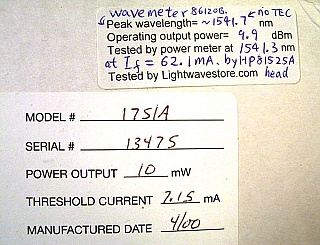 wavemeter 86120B.
Peak wavelength= ~1541.7 ← no TEC nm
Operating output power= 9.9 dBm
Tested by power meter at 1541.3 nm
at If = 62.1mA. by HP81525A
Tested by Lightwavestore.com head
MODEL # 1751A
SERIAL # 13475
POWER OUTPUT 10 mW
THRESHOLD CURRENT 7.15 mA
MANUFACTURED DATE 4/00